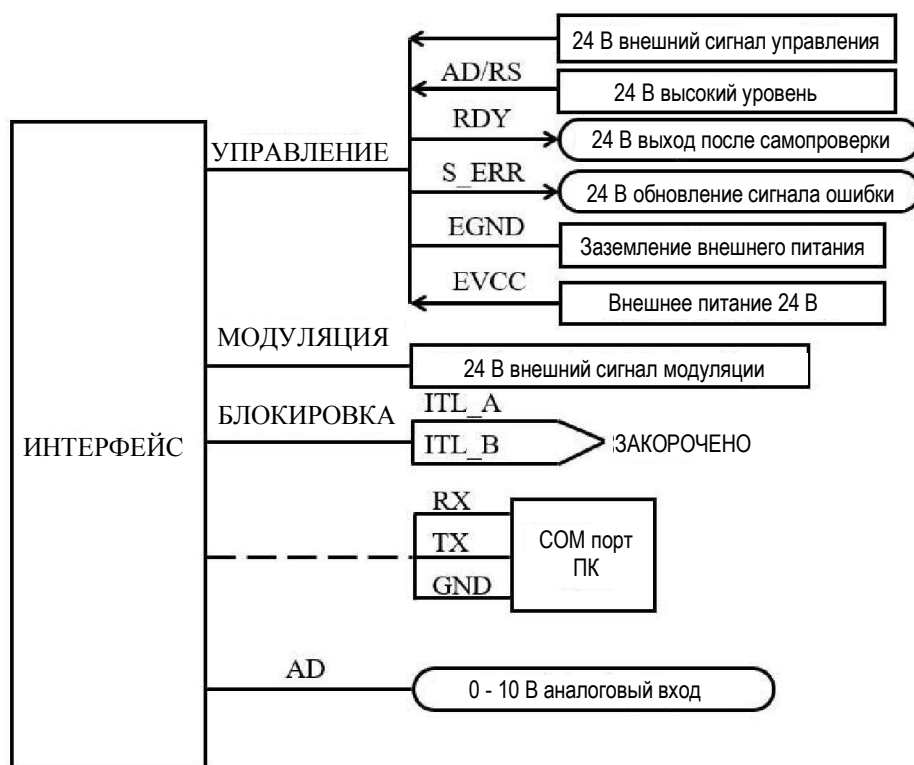 24 В внешний сигнал управления
AD/RS
24 В высокий уровень
RDY
24 В выход после самопроверки
УПРАВЛЕНИЕ
S_ERR
24 В обновление сигнала ошибки
EGND
Заземление внешнего питания
EVCC
Внешнее питание 24 В
МОДУЛЯЦИЯ
24 В внешний сигнал модуляции
БЛОКИРОВКА
ITL_A
ITL_B
ЗАКОРОЧЕНО
ИНТЕРФЕЙС
RX
TX
GND
COM порт
ПК
AD
0 - 10 В аналоговый вход